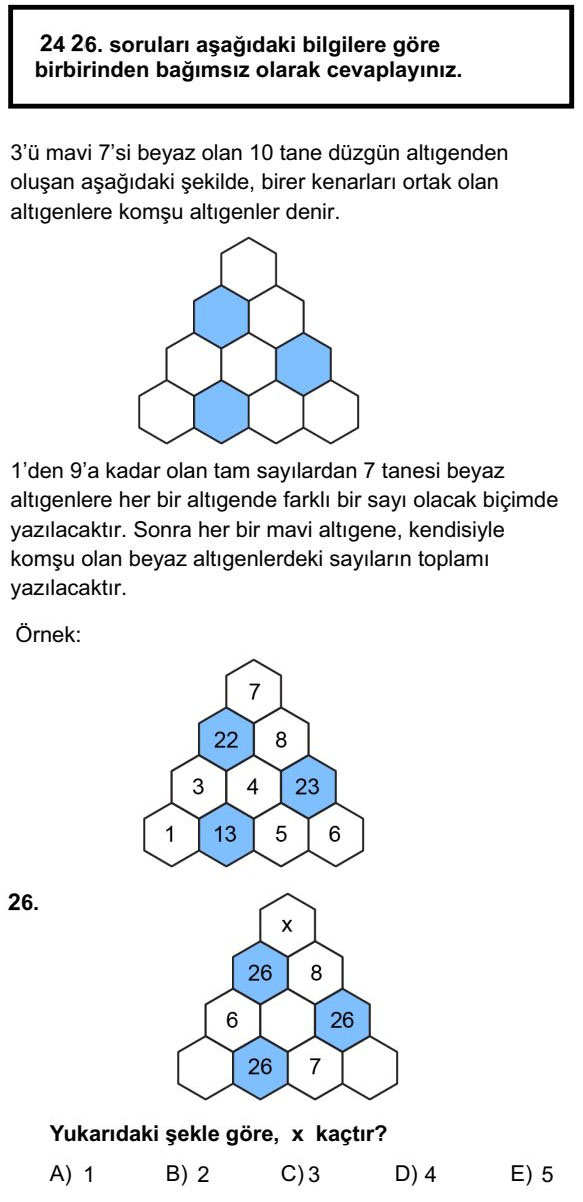 24 26. soruları aşağıdaki bilgilere göre
birbirinden bağımsız olarak cevaplayınız.
3'ü mavi 7'si beyaz olan 10 tane düzgün altıgenden
oluşan aşağıdaki şekilde, birer kenarları ortak olan
altıgenlere komşu altıgenler denir.
1'den 9'a kadar olan tam sayılardan 7 tanesi beyaz
altıgenlere her bir altıgende farklı bir sayı olacak biçimde
yazılacaktır. Sonra her bir mavi altıgene, kendisiyle
komşu olan beyaz altıgenlerdeki sayıların toplamı
yazılacaktır.
Örnek:
7
22 8
3 4 23
1 13 5 6
26.
x
26 8
6 26
26 7
Yukarıdaki şekle göre, x kaçtır?
A) 1 B) 2 C) 3 D) 4 E) 5